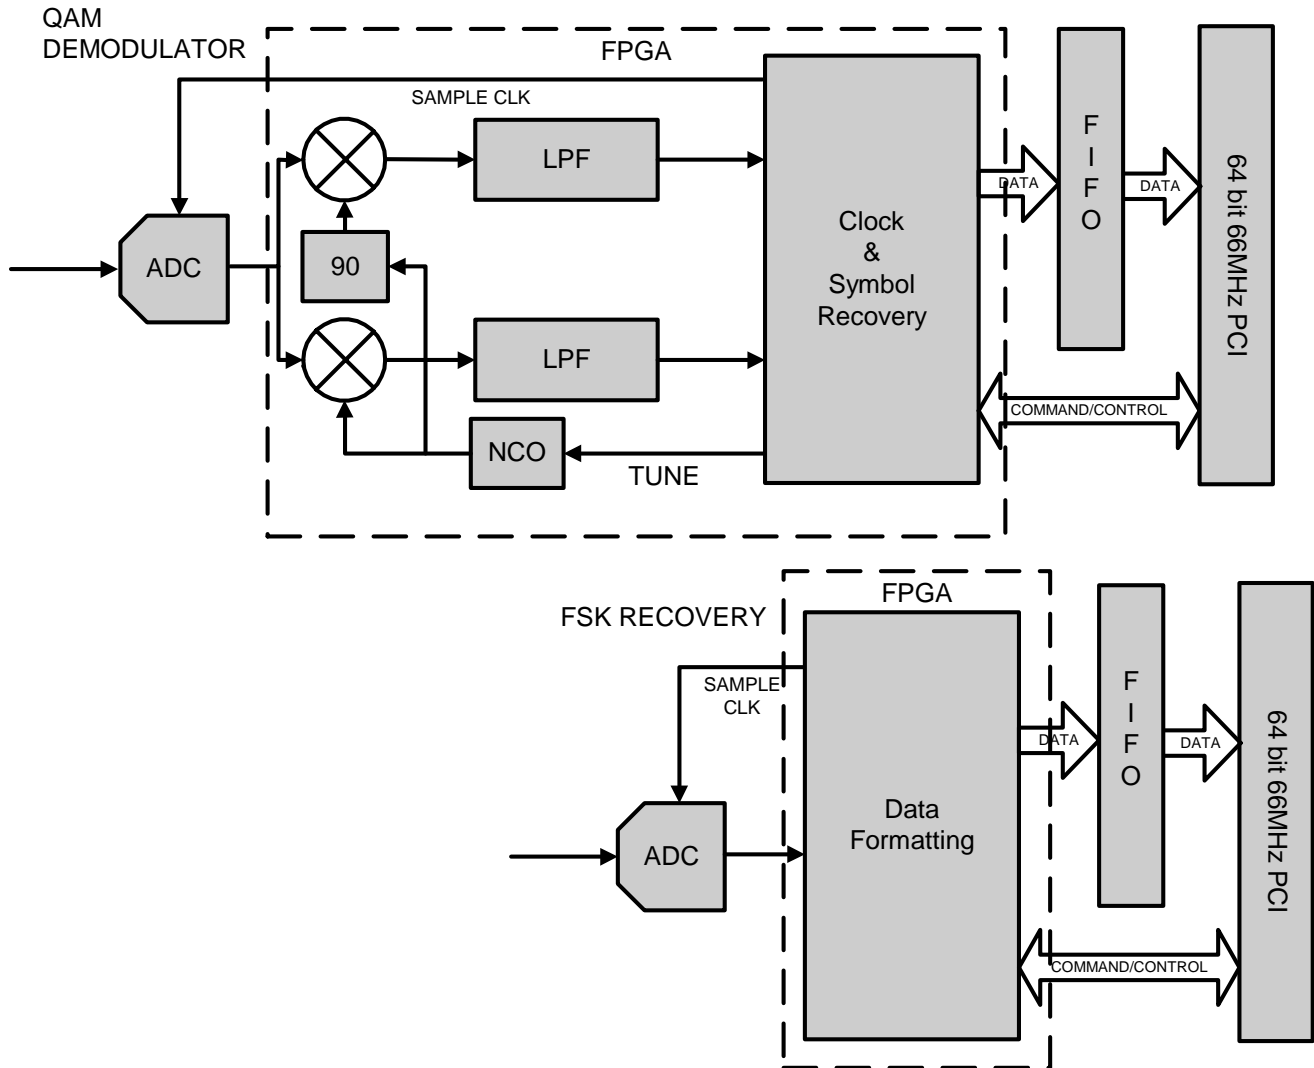 QAM
DEMODULATOR
FPGA
SAMPLE CLK
LPF
ADC
90
LPF
NCO
TUNE
Clock
&
Symbol
Recovery
DATA
F
I
F
O
DATA
64 bit 66MHz PCI
COMMAND/CONTROL
FSK RECOVERY
FPGA
SAMPLE
CLK
ADC
Data
Formatting
DATA
F
I
F
O
DATA
64 bit 66MHz PCI
COMMAND/CONTROL